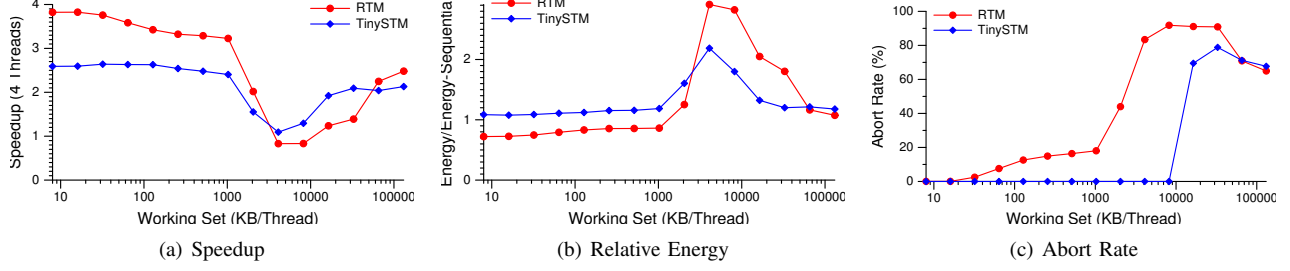 4
3
2
1
0
Speedup (4 Threads)
RTM
TinySTM
10
100
1000
10000
100000
Working Set (KB/Thread)
(a) Speedup
2
1
0
Energy/Energy-Sequential
RTM
TinySTM
10
100
1000
10000
100000
Working Set (KB/Thread)
(b) Relative Energy
100
80
60
40
20
0
Abort Rate (%)
RTM
TinySTM
10
100
1000
10000
100000
Working Set (KB/Thread)
(c) Abort Rate